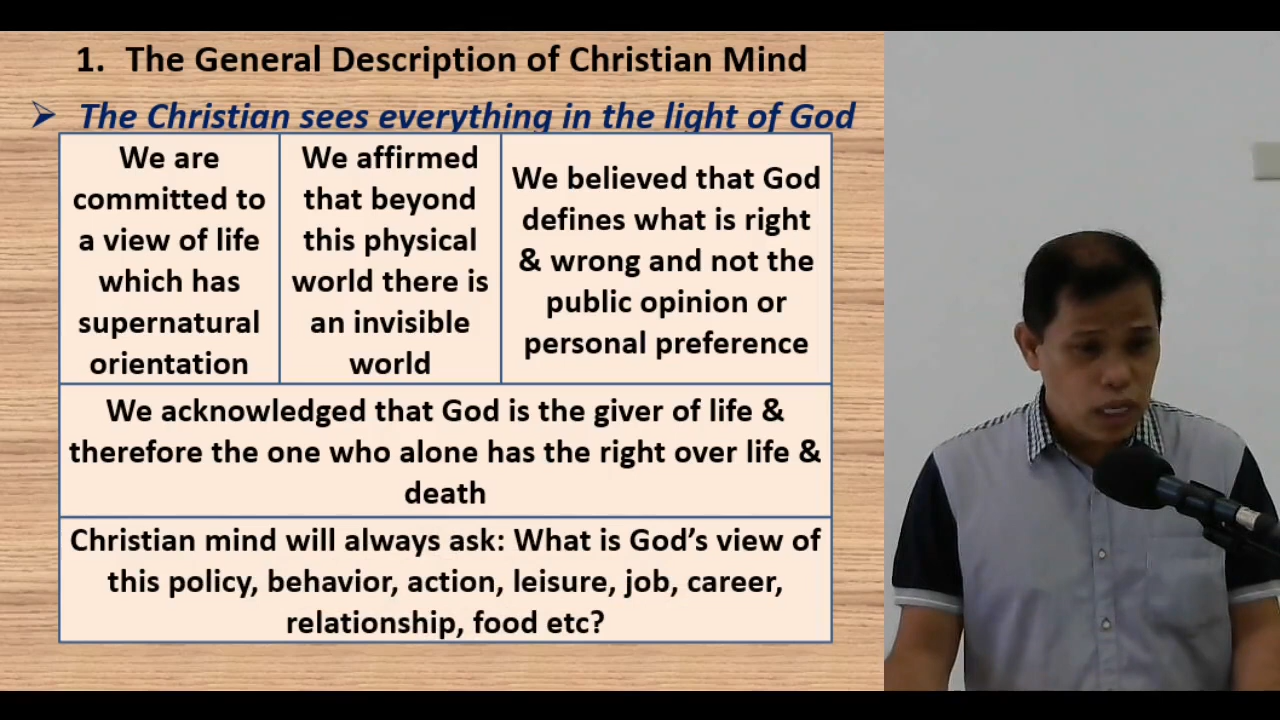 1. The General Description of Christian Mind
➢ The Christian sees everything in the light of God
We are
committed to
a view of life
which has
supernatural
orientation
We affirmed
that beyond
this physical
world there is
an invisible
world
We believed that God
defines what is right
& wrong and not the
public opinion or
personal preference
We acknowledged that God is the giver of life &
therefore the one who alone has the right over life &
death
Christian mind will always ask: What is God’s view of
this policy, behavior, action, leisure, job, career,
relationship, food etc?